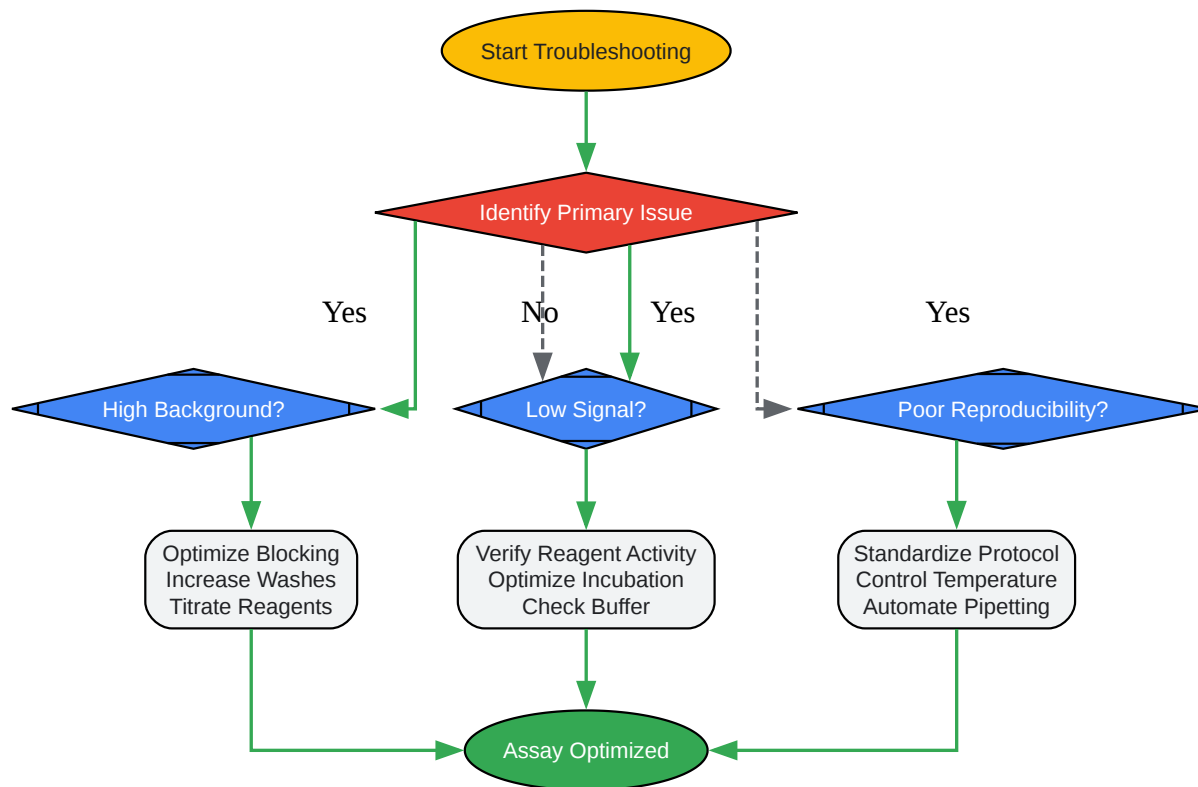 Start Troubleshooting
Identify Primary Issue
Yes
No
Yes
Yes
High Background?
Low Signal?
Poor Reproducibility?
Optimize Blocking
Increase Washes
Titrate Reagents
Verify Reagent Activity
Optimize Incubation
Check Buffer
Standardize Protocol
Control Temperature
Automate Pipetting
Assay Optimized